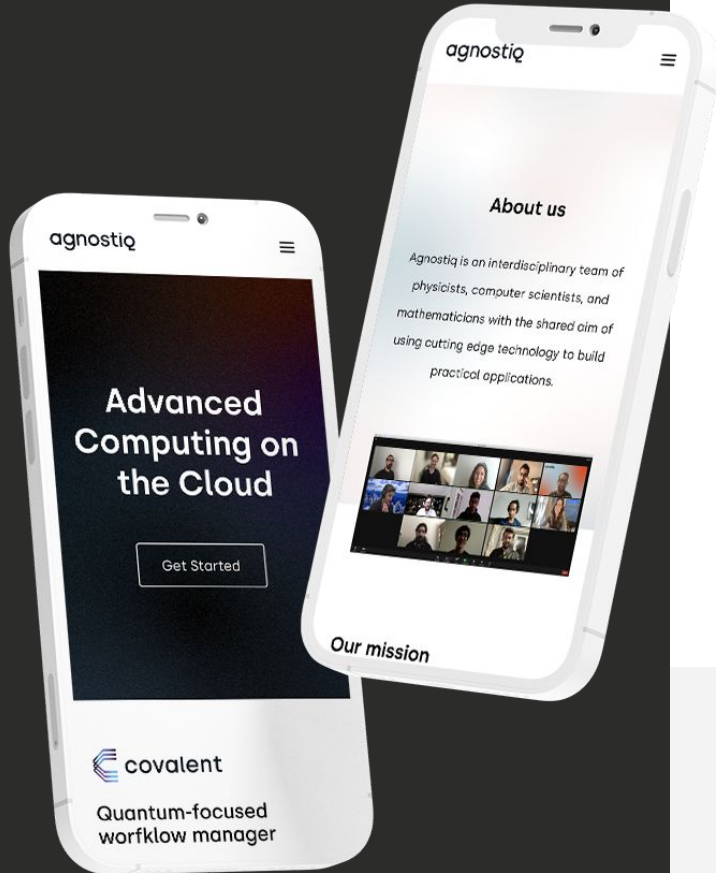 agnostiq
Advanced
Computing on
the Cloud
Get Started
covalent
Quantum-focused
worfklow manager
agnostiq
About us
Agnostiq is an interdisciplinary team of
physicists, computer scientists, and
mathematicians with the shared aim of
using cutting edge technology to build
practical applications.
Our mission